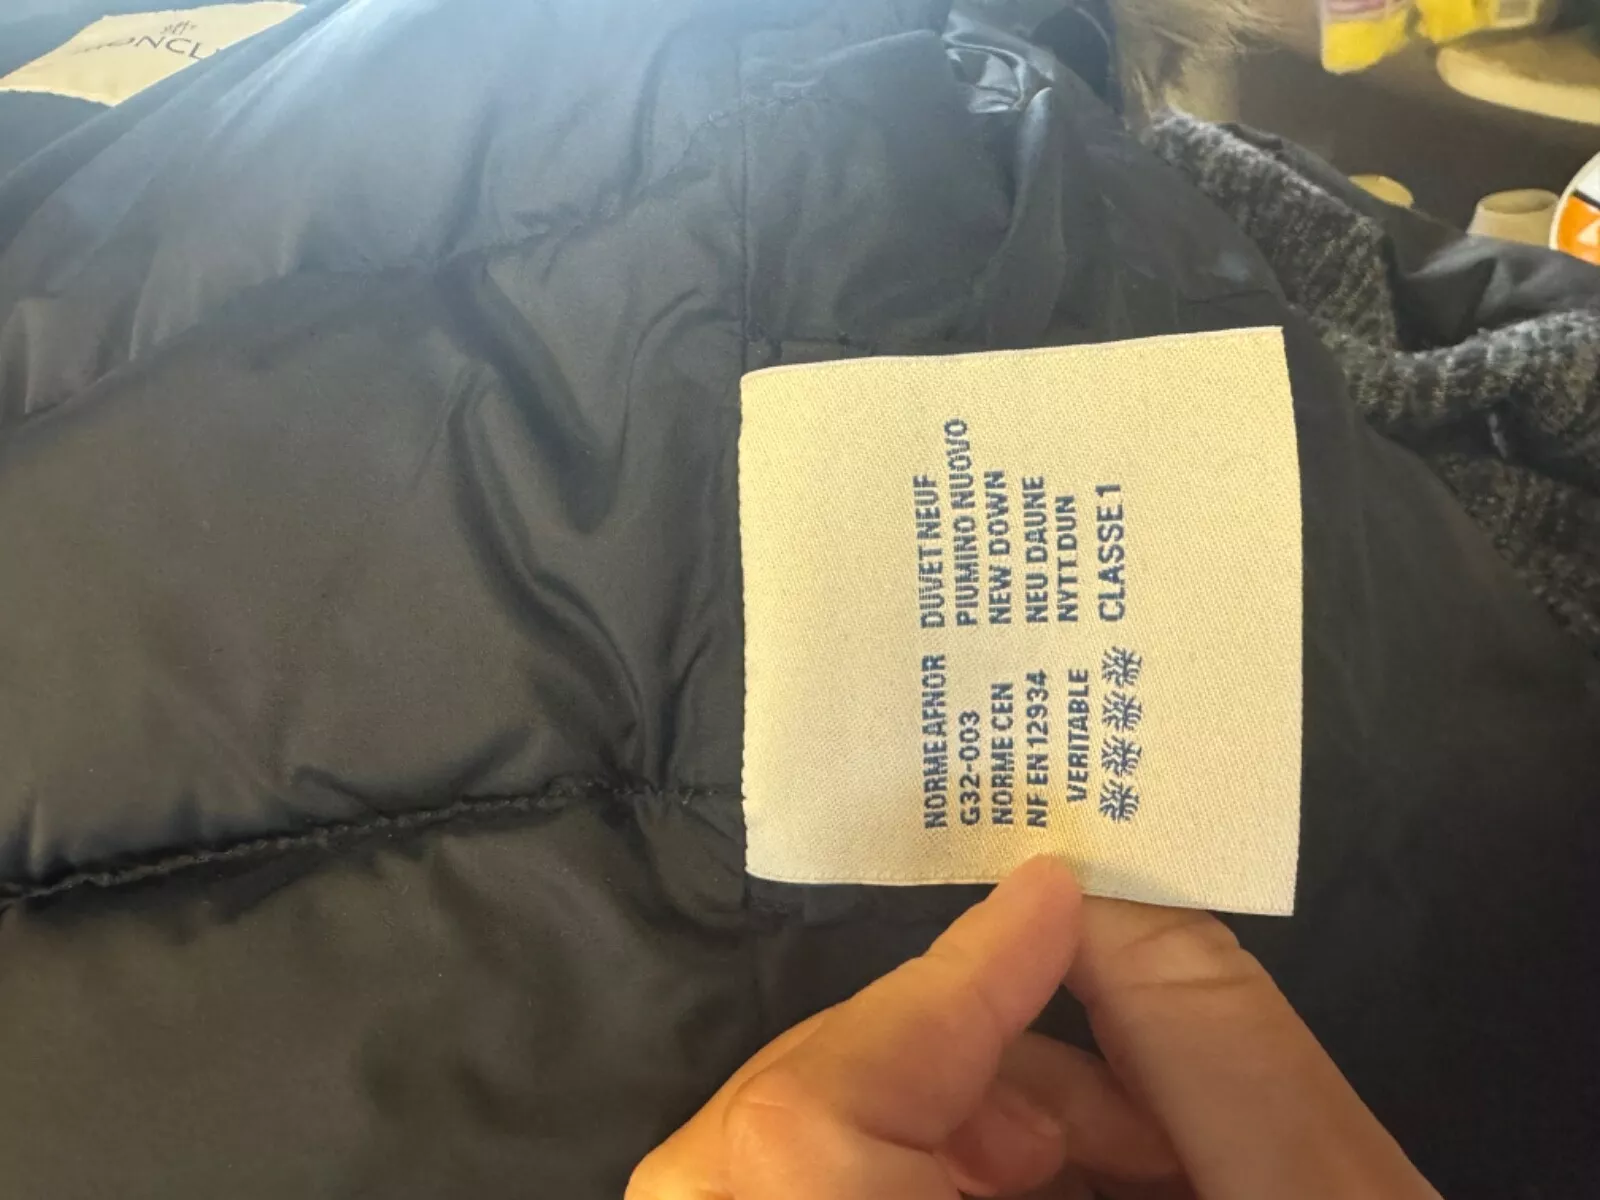 DUVET NEUF
PIUMINO NUOVO
NEW DOWN
NEU DAUNE
NYTT DUN
CLASSE 1
NORME AFNOR
G32-003
NORME CEN
NF EN 12934
VERITABLE